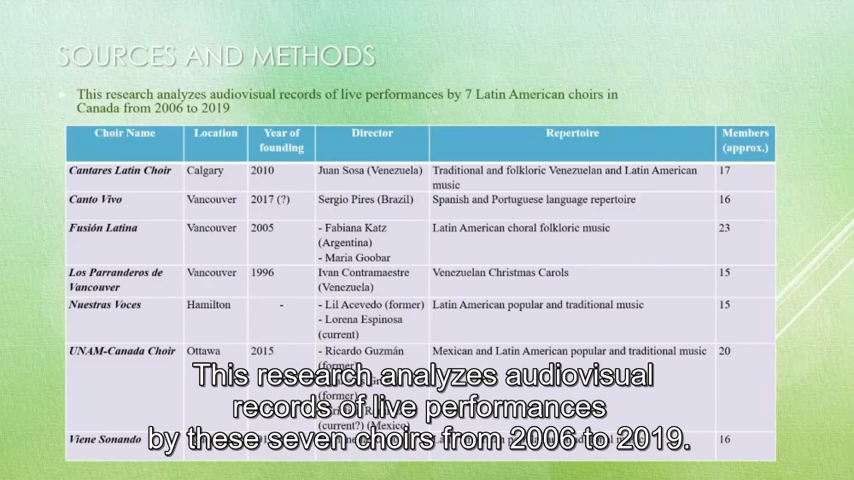 SOURCES AND METHODS
This research analyzes audiovisual records of live performances by 7 Latin American choirs in
Canada from 2006 to 2019
Choir Name Location Year of founding Director Repertoire Members (approx.)
Cantares Latin Choir Calgary 2010 Juan Sosa (Venezuela) Traditional and folkloric Venezuelan and Latin American music 17
Canto Vivo Vancouver 2017 (?) Sergio Pires (Brazil) Spanish and Portuguese language repertoire 16
Fusión Latina Vancouver 2005 - Fabiana Katz (Argentina) - Maria Goobar Latin American choral folkloric music 23
Los Parranderos de Vancouver Vancouver 1996 Ivan Contramaestre (Venezuela) Venezuelan Christmas Carols 15
Nuestras Voces Hamilton - - Lil Acevedo (former) - Lorena Espinosa (current) Latin American popular and traditional music 15
UNAM-Canada Choir Ottawa 2015 - Ricardo Guzmán (former) (former) (current?) (Mexico) Mexican and Latin American popular and traditional music 20
Viene Sonando 16
This research analyzes audiovisual
records of live performances
by these seven choirs from 2006 to 2019.